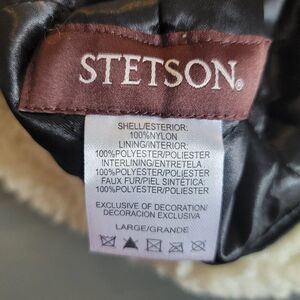 STETSON®
SHELL/EXTERIOR:
100%NYLON
LINING/INTERIOR:
100%POLYESTER/POLIESTER
INTERLINING/ENTRETELA:
100%POLYESTER/POLIESTER
FAUX FUR/PIEL SINTÉTICA:
100%POLYESTER/POLIESTER
EXCLUSIVE OF DECORATION/
DECORACIÓN EXCLUSIVA
LARGE/GRANDE